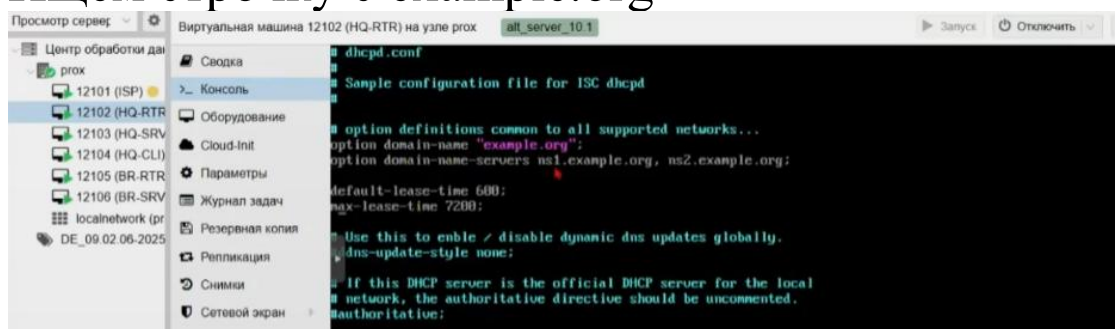 Ищем строчку с example.org
Просмотр сервер
Виртуальная машина 12102 (HQ-RTR) на узле prox
alt_server_10.1
Запуск
Отключить
Центр обработки дан
prox
12101 (ISP)
12102 (HQ-RTR
12103 (HQ-SRV
12104 (HQ-CLI)
12105 (BR-RTR
12106 (BR-SRV
localnetwork (pr
DE_09.02.06-2025
Сводка
>_ Консоль
Оборудование
Cloud-Init
Параметры
Журнал задач
Резервная копия
Репликация
Снимки
Сетевой экран
# dhcpd.conf
#
# Sample configuration file for ISC dhcpd
#
# option definitions common to all supported networks...
option domain-name "example.org";
option domain-name-servers ns1.example.org, ns2.example.org;
default-lease-time 600;
max-lease-time 7200;
# Use this to enble / disable dynamic dns updates globally.
#ddns-update-style none;
# If this DHCP server is the official DHCP server for the local
# network, the authoritative directive should be uncommented.
#authoritative;